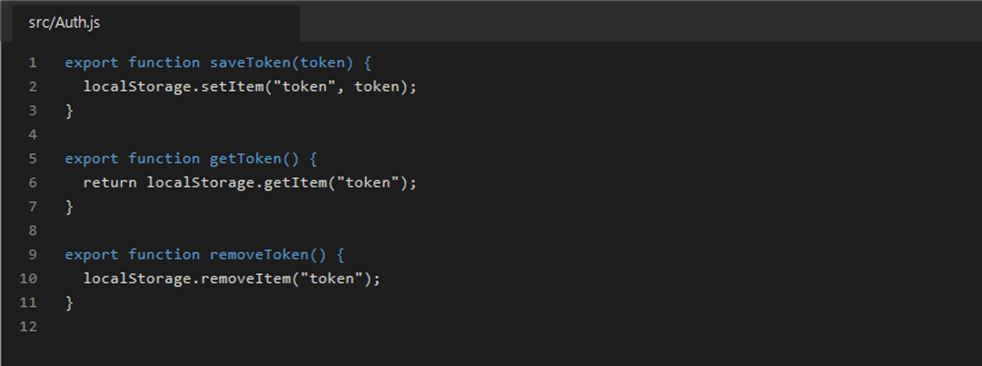 src/Auth.js
1 export function saveToken(token) {
2   localStorage.setItem("token", token);
3 }
4
5 export function getToken() {
6   return localStorage.getItem("token");
7 }
8
9 export function removeToken() {
10   localStorage.removeItem("token");
11 }
12